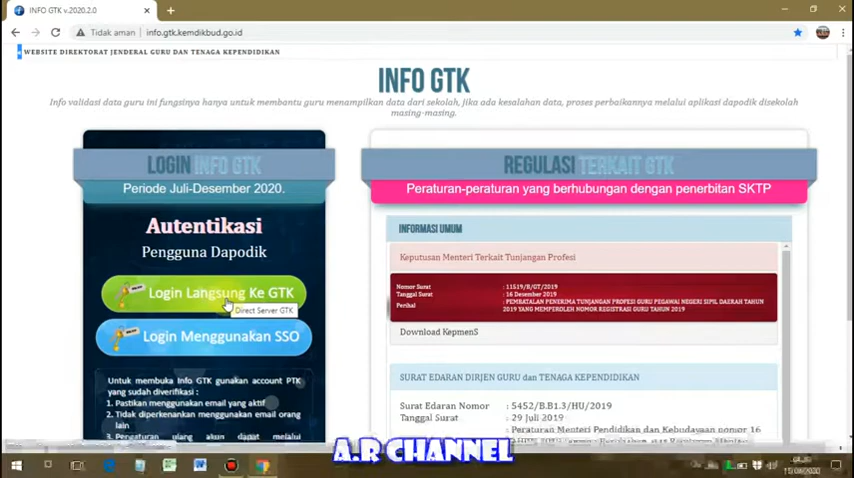 INFO GTK v.2020.2.0
Tidak aman
info.gtk.kemdikbud.go.id
WEBSITE DIREKTORAT JENDERAL GURU DAN TENAGA KEPENDIDIKAN
INFO GTK
Info validasi data guru ini fungsinya hanya untuk membantu guru menampilkan data dari sekolah, jika ada kesalahan data, proses perbaikannya melalui aplikasi dapodik disekolah
masing-masing.
LOGIN INFO GTK
Periode Juli-Desember 2020.
Autentikasi
Pengguna Dapodik
Login Langsung Ke GTK
Direct Server GTK
Login Menggunakan SSO
Untuk membuka Info GTK gunakan account PTK
yang sudah diverifikasi :
1. Pastikan menggunakan email yang aktif
2. Tidak diperkenankan menggunakan email orang
lain
3. Pengaturan ulang akun dapat melalui
REGULASI TERKAIT GTK
Peraturan-peraturan yang berhubungan dengan penerbitan SKTP
INFORMASI UMUM
Keputusan Menteri Terkait Tunjangan Profesi
Nomor Surat : 11519/B/GT/2019
Tanggal Surat : 16 Desember 2019
Perihal : PEMBATALAN PENERIMA TUNJANGAN PROFESI GURU PEGAWAI NEGERI SIPIL DAERAH TAHUN
2019 YANG MEMPEROLEH NOMOR REGISTRASI GURU TAHUN 2019
Download KepmenS
SURAT EDARAN DIRJEN GURU dan TENAGA KEPENDIDIKAN
Surat Edaran Nomor : 5452/B.B1.3/HU/2019
Tanggal Surat : 29 Juli 2019
Peraturan Menteri Pendidikan dan Kebudayaan nomor 16
A.R CHANNEL